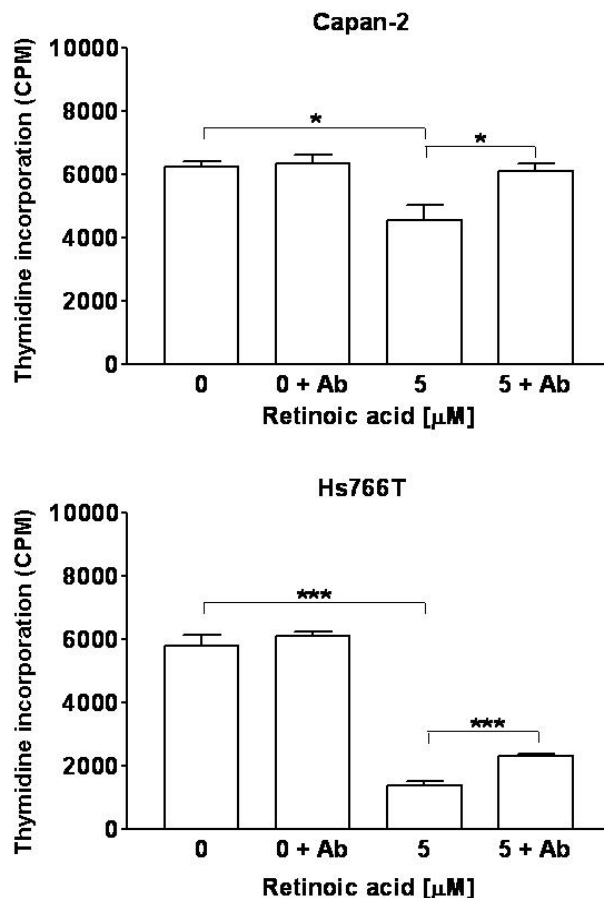 Capan-2
Thymidine incorporation (CPM)
10000
8000
6000
4000
2000
0
*
*
0 0 + Ab 5 5 + Ab
Retinoic acid [µM]
Hs766T
Thymidine incorporation (CPM)
10000
8000
6000
4000
2000
0
***
***
0 0 + Ab 5 5 + Ab
Retinoic acid [µM]